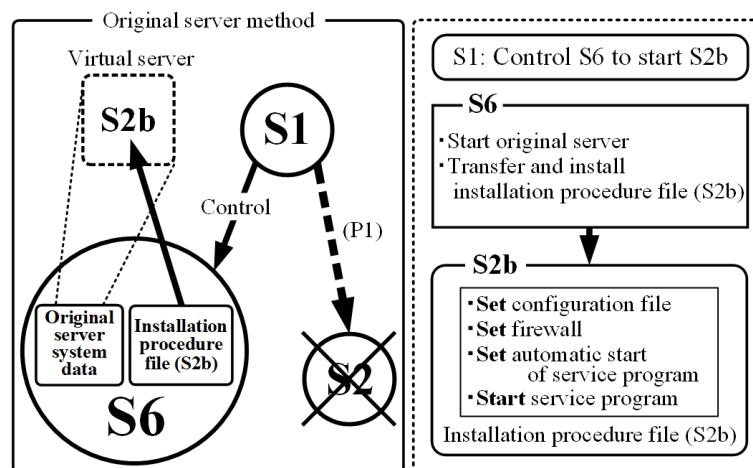 Original server method
Virtual server
S2b
S1
Control
(P1)
Original
server
system
data
Installation
procedure
file (S2b)
S6
S2
S1: Control S6 to start S2b
S6
・Start original server
・Transfer and install
installation procedure file (S2b)
S2b
・Set configuration file
・Set firewall
・Set automatic start
of service program
・Start service program
Installation procedure file (S2b)